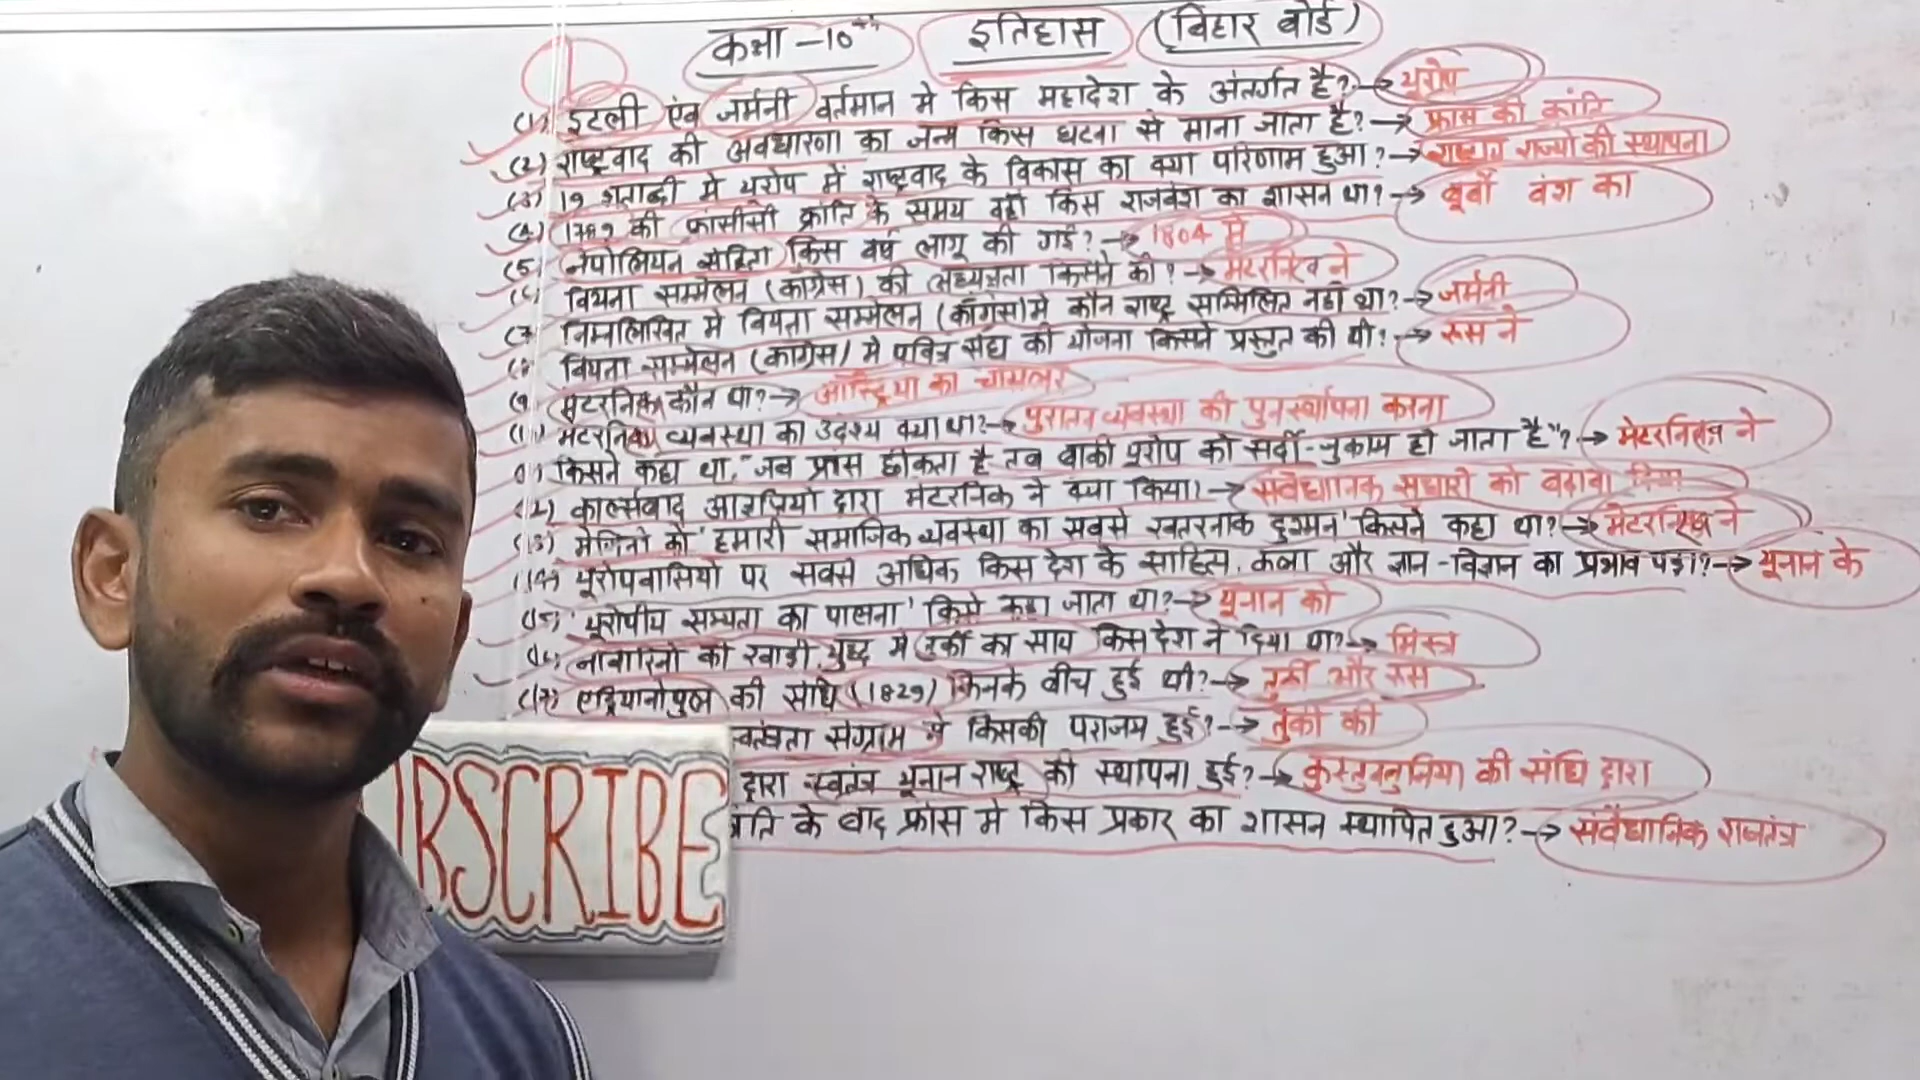 कक्षा -10th इतिहास (बिहार बोर्ड)
(1) इटली एंव जर्मनी वर्तमान मे किस महादेश के अंतर्गत है?→ यूरोप
(2) राष्ट्रवाद की अवधारणा का जन्म किस घटना से माना जाता है?→ फ्रांस की क्रांति
(3) 19 शताब्दी मे यूरोप में राष्ट्रवाद के विकास का क्या परिणाम हुआ?→ राज्यों की स्थापना
(4) 1789 की फ्रांसीसी क्रांति के समय वहाँ किस राजवंश का शासन था?→ बूर्वो वंश का
(5) नेपोलियन संहिता किस वर्ष लागू की गई?→ 1804 मे
(6) वियना सम्मेलन (कांग्रेस) की अध्यक्षता किसने की?→ मेटरनिख ने
(7) निम्नलिखित मे वियना सम्मेलन (काँग्रेस) मे कौन राष्ट्र सम्मिलित नही था?→ जर्मनी
(8) वियना सम्मेलन (कांग्रेस) मे पवित्र संघ की योजना किसने प्रस्तुत की थी?→ रूस ने
(9) मेटरनिक कौन था?→ ऑस्ट्रिया का चांसलर
(10) मेटरनिक व्यवस्था का उद्देश्य क्या था?→ पुरातन व्यवस्था की पुनर्स्थापना करना
(11) किसने कहा था, "जब फ्रांस छींकता है तब बाकी यूरोप को सर्दी-जुकाम हो जाता है"?→ मेटरनिख ने
(12) कार्ल्सवाद आज्ञप्तियों द्वारा मेटरनिक ने क्या किया?→ संवैधानिक सुधारो को बढ़ावा दिया
(13) मेजिनी को 'हमारी समाजिक व्यवस्था का सबसे खतरनाक दुश्मन' किसने कहा था?→ मेटरनिख ने
(14) यूरोपवासियों पर सबसे अधिक किस देश के साहित्य, कला और ज्ञान-विज्ञान का प्रभाव पड़ा?→ यूनान के
(15) 'यूरोपीय सभ्यता का पालना' किसे कहा जाता था?→ यूनान को
(16) नावारिनो की खाड़ी युद्ध मे तुर्की का साथ किस देश ने दिया था?→ मिस्त्र
(17) एड्रियानोपुल की संधि (1829) किनके बीच हुई थी?→ तुर्की और रूस
संग्राम मे किसकी पराजय हुई?→ तुर्की की
द्वारा स्वतंत्र यूनान राष्ट्र की स्थापना हुई?→ कुस्तुनतुनिया की संधि द्वारा
के बाद फ्रांस मे किस प्रकार का शासन स्थापित हुआ?→ संवैधानिक राजतंत्र
BSCRIBE